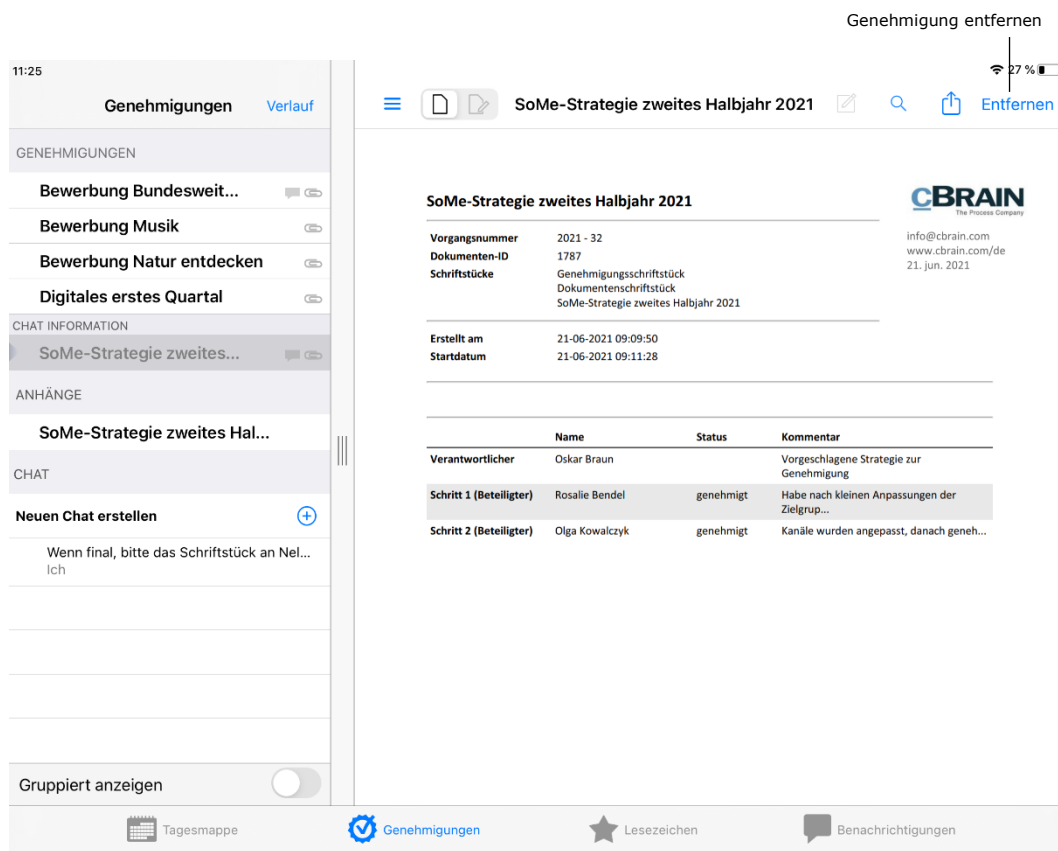 Genehmigung entfernen
11:25
27 %
Genehmigungen Verlauf
SoMe-Strategie zweites Halbjahr 2021
Entfernen
GENEHMIGUNGEN
Bewerbung Bundesweit...
Bewerbung Musik
Bewerbung Natur entdecken
Digitales erstes Quartal
CHAT INFORMATION
SoMe-Strategie zweites...
ANHÄNGE
SoMe-Strategie zweites Hal...
CHAT
Neuen Chat erstellen
Wenn final, bitte das Schriftstück an Nel...
Ich
Gruppiert anzeigen
SoMe-Strategie zweites Halbjahr 2021
cBRAIN
The Process Company
info@cbrain.com
www.cbrain.com/de
21. jun. 2021
Vorgangsnummer 2021 - 32
Dokumenten-ID 1787
Schriftstücke Genehmigungsschriftstück
Dokumentenschriftstück
SoMe-Strategie zweites Halbjahr 2021
Erstellt am 21-06-2021 09:09:50
Startdatum 21-06-2021 09:11:28
Name Status Kommentar
Verantwortlicher Oskar Braun Vorgeschlagene Strategie zur
Genehmigung
Schritt 1 (Beteiligter) Rosalie Bendel genehmigt Habe nach kleinen Anpassungen der
Zielgrup...
Schritt 2 (Beteiligter) Olga Kowalczyk genehmigt Kanäle wurden angepasst, danach geneh...
Tagesmappe Genehmigungen Lesezeichen Benachrichtigungen